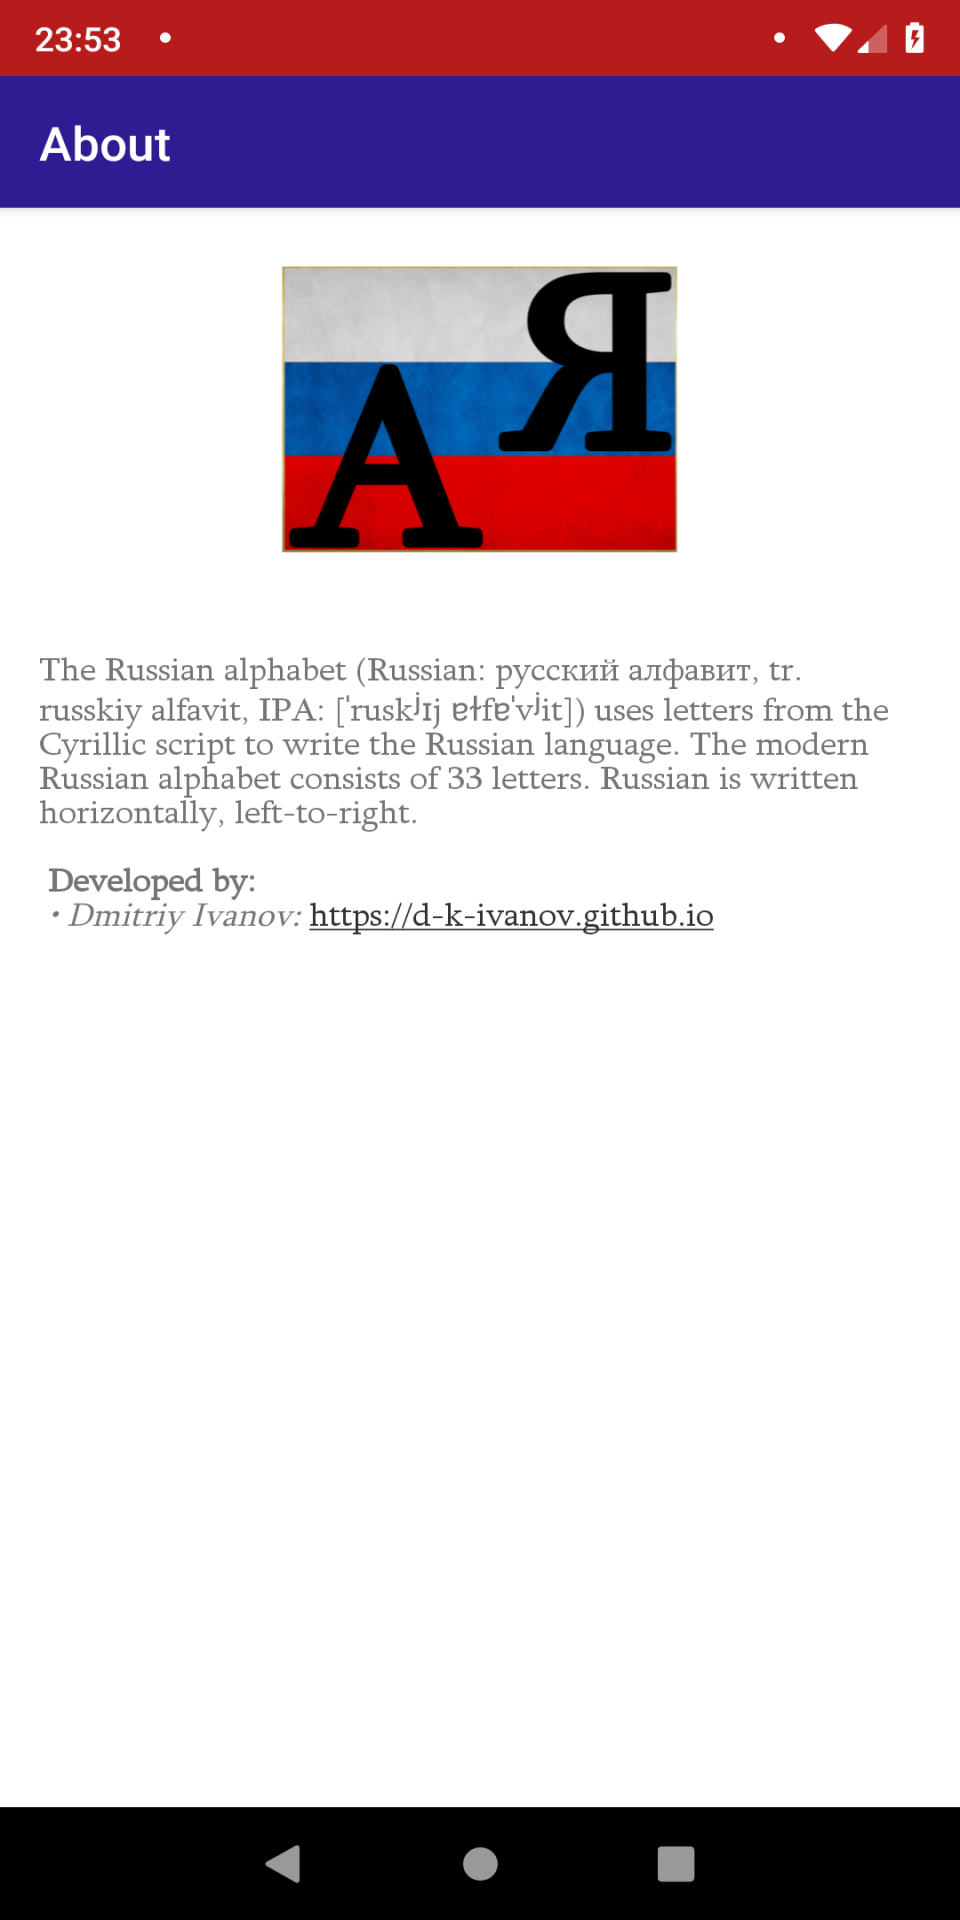 23:53
About
Я
А
The Russian alphabet (Russian: русский алфавит, tr.
russkiy alfavit, IPA: [ˈruskʲɪj ɐɫfɐˈvʲit]) uses letters from the
Cyrillic script to write the Russian language. The modern
Russian alphabet consists of 33 letters. Russian is written
horizontally, left-to-right.
Developed by:
• Dmitriy Ivanov: https://d-k-ivanov.github.io